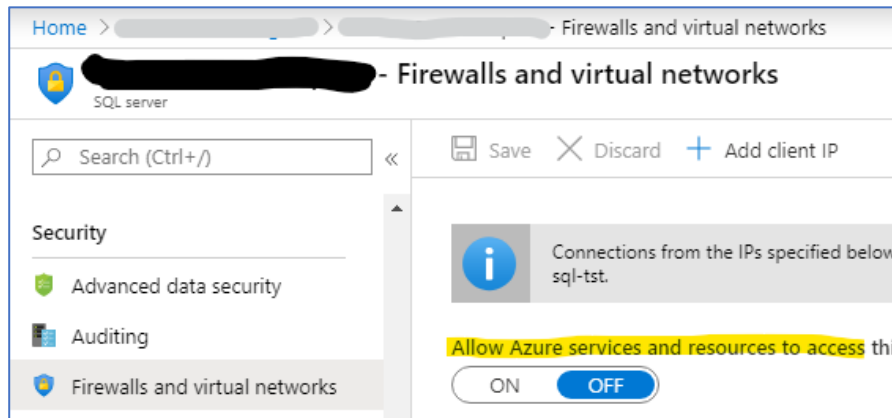 Home > > - Firewalls and virtual networks
- Firewalls and virtual networks
SQL server
Search (Ctrl+/)
«
Save Discard Add client IP
Security
Advanced data security
Auditing
Firewalls and virtual networks
Connections from the IPs specified below
sql-tst.
Allow Azure services and resources to access thi
ON OFF